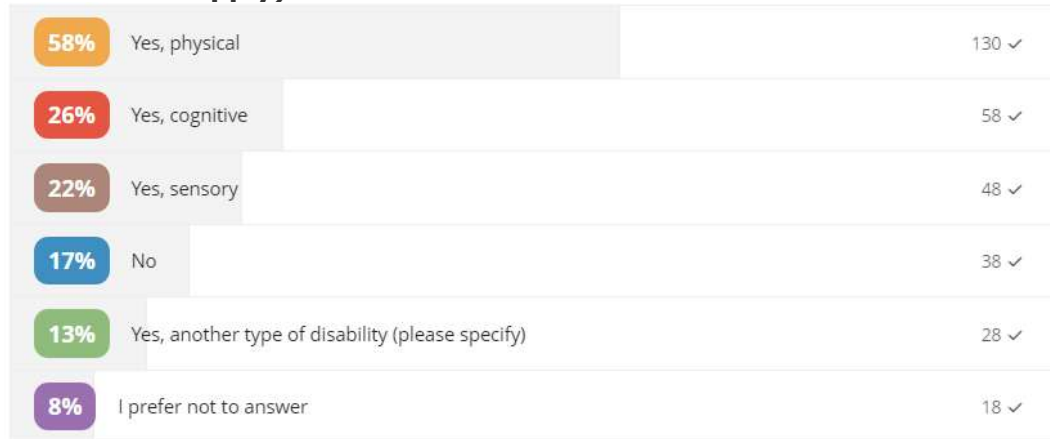 58% Yes, physical 130 ✓
26% Yes, cognitive 58 ✓
22% Yes, sensory 48 ✓
17% No 38 ✓
13% Yes, another type of disability (please specify) 28 ✓
8% I prefer not to answer 18 ✓